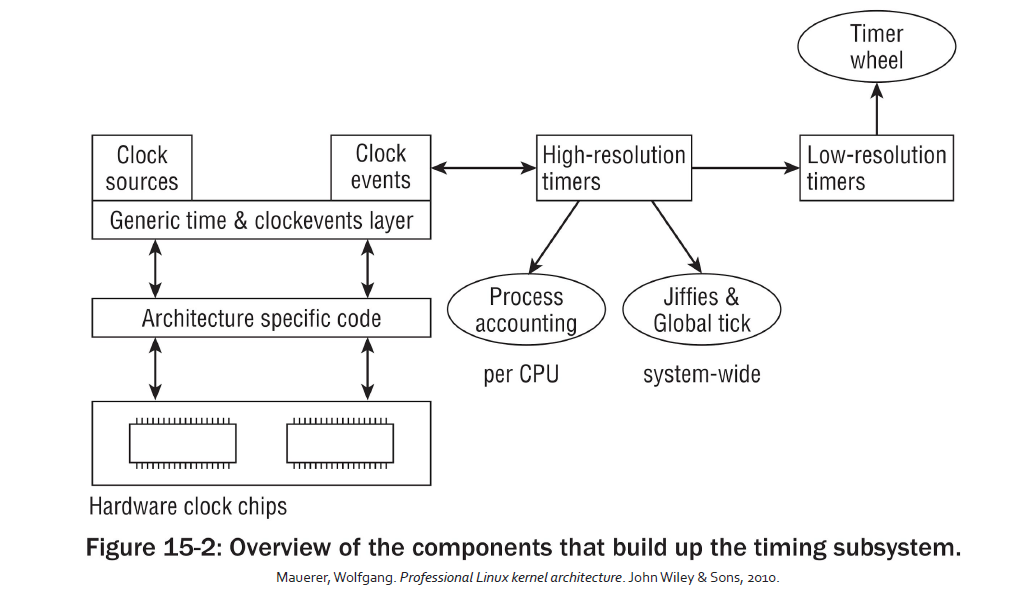 Timer
wheel
Clock
sources
Clock
events
High-resolution
timers
Low-resolution
timers
Generic time & clockevents layer
Process
accounting
Jiffies &
Global tick
Architecture specific code
per CPU
system-wide
Hardware clock chips
Figure 15-2: Overview of the components that build up the timing subsystem.
Mauerer, Wolfgang. Professional Linux kernel architecture. John Wiley & Sons, 2010.